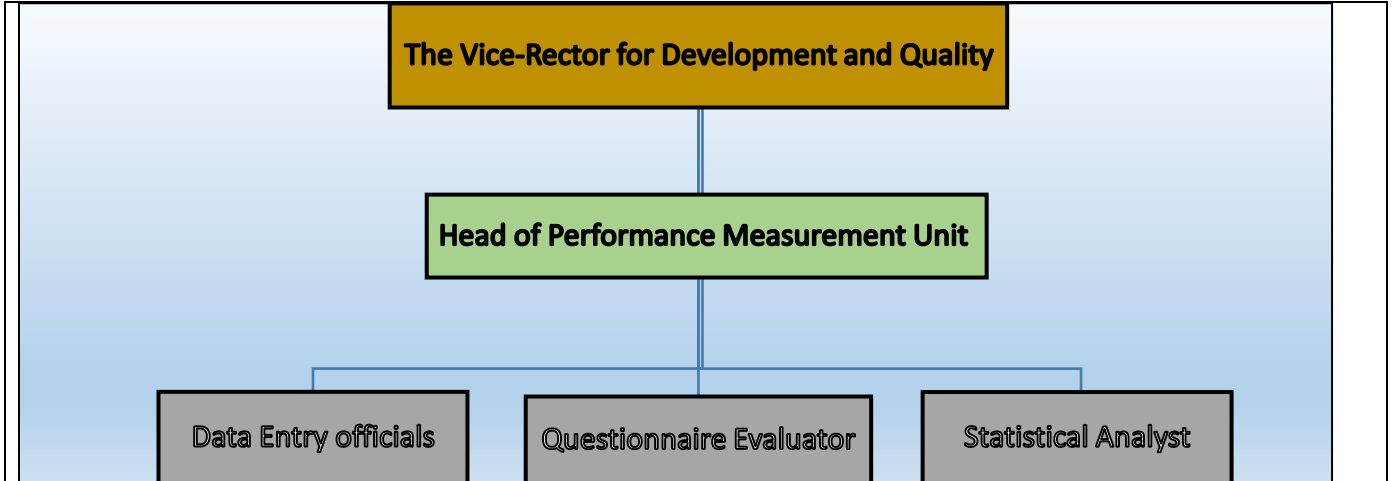 The Vice-Rector for Development and Quality
Head of Performance Measurement Unit
Data Entry officials
Questionnaire Evaluator
Statistical Analyst